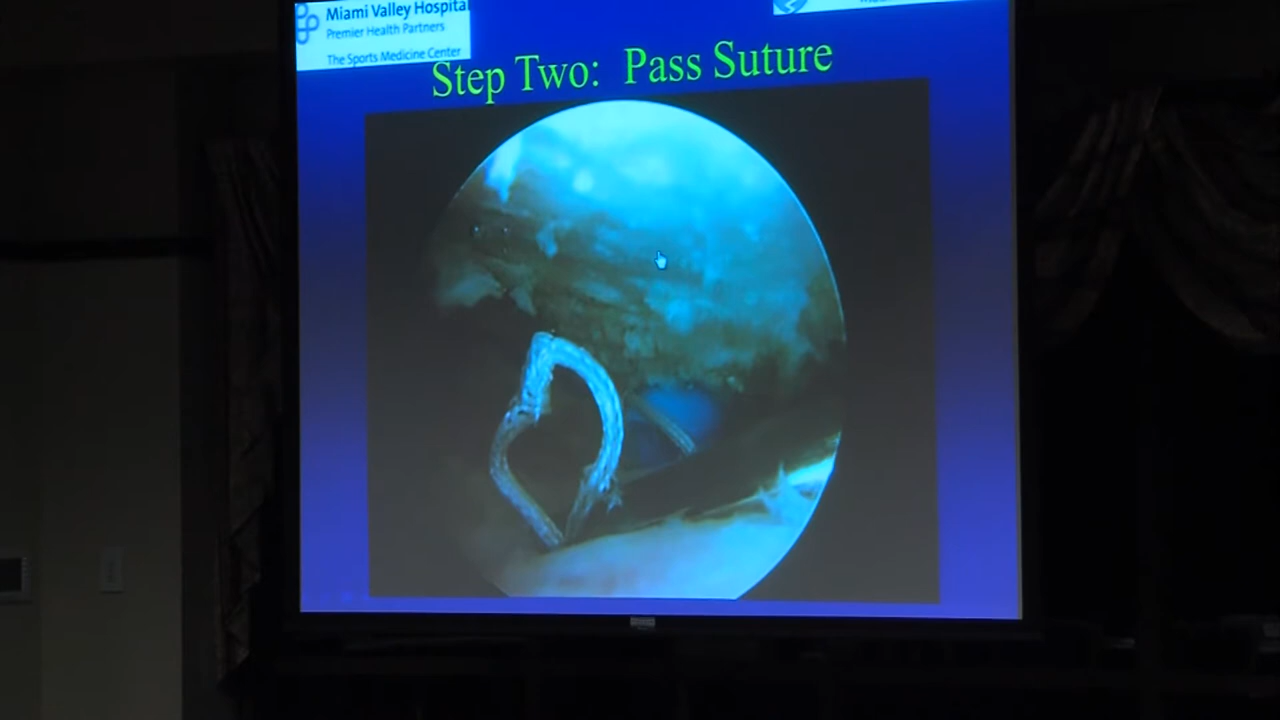 Miami Valley Hospital
Premier Health Partners
The Sports Medicine Center
Step Two: Pass Suture